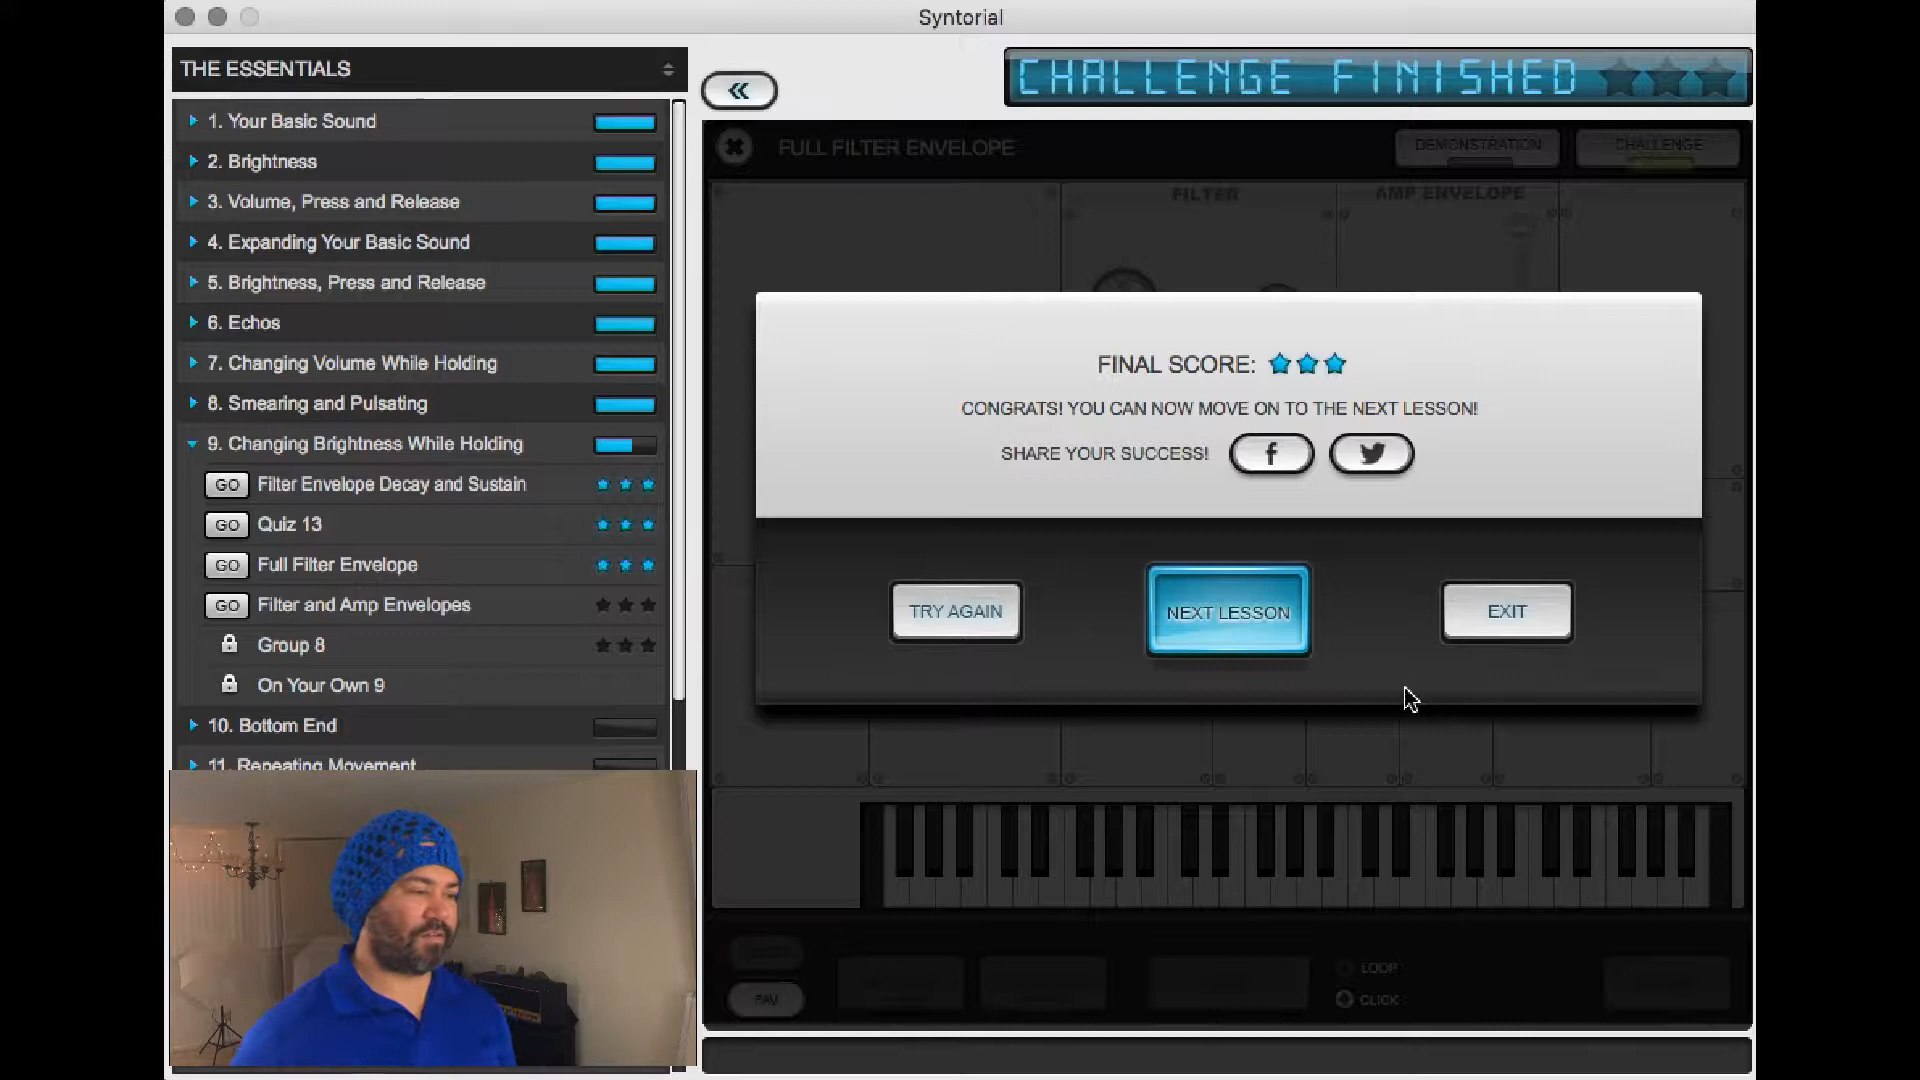 Syntorial
THE ESSENTIALS
CHALLENGE FINISHED
1. Your Basic Sound
2. Brightness
3. Volume, Press and Release
4. Expanding Your Basic Sound
5. Brightness, Press and Release
6. Echos
7. Changing Volume While Holding
8. Smearing and Pulsating
9. Changing Brightness While Holding
GO Filter Envelope Decay and Sustain
GO Quiz 13
GO Full Filter Envelope
GO Filter and Amp Envelopes
Group 8
On Your Own 9
10. Bottom End
11. Repeating Movement
FULL FILTER ENVELOPE
DEMONSTRATION
CHALLENGE
FILTER
AMP ENVELOPE
FINAL SCORE:
CONGRATS! YOU CAN NOW MOVE ON TO THE NEXT LESSON!
SHARE YOUR SUCCESS!
TRY AGAIN
NEXT LESSON
EXIT
LOOP
FAV
CLICK